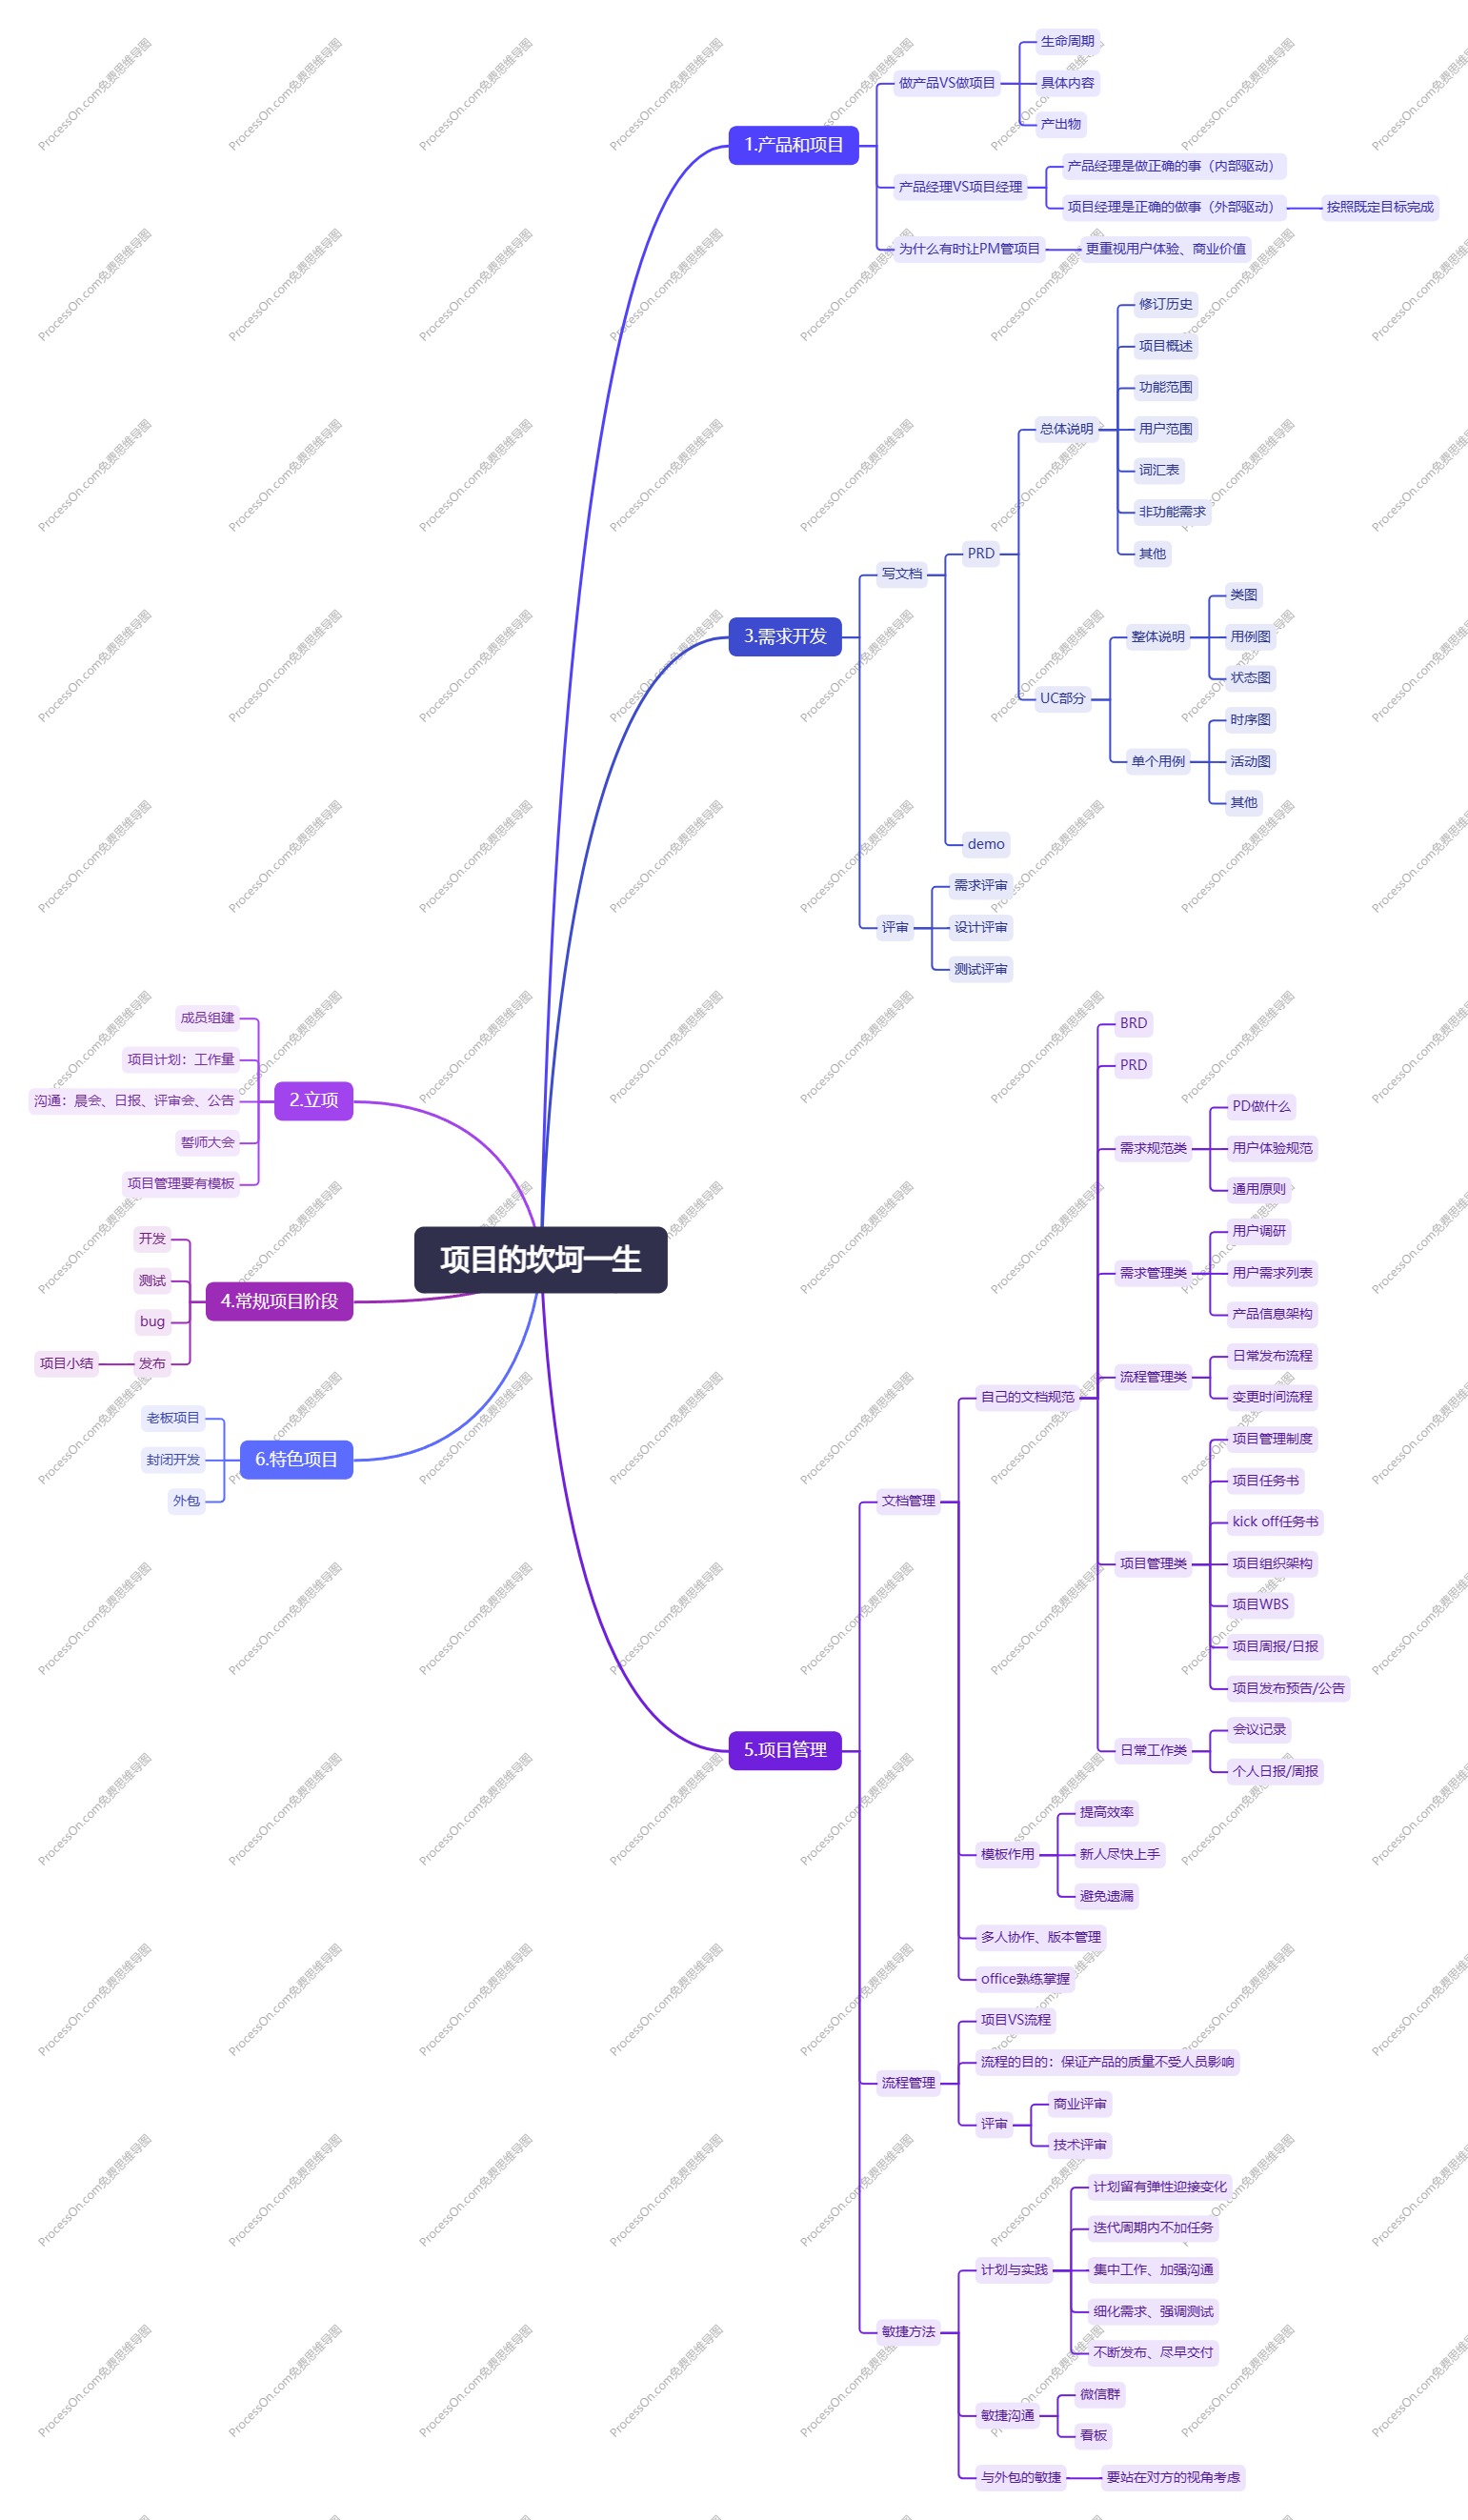 项目的坎坷一生
1.产品和项目
做产品VS做项目
生命周期
具体内容
产出物
产品经理VS项目经理
产品经理是做正确的事（内部驱动）
项目经理是正确的做事（外部驱动）
按照既定目标完成
为什么有时让PM管项目
更重视用户体验、商业价值
2.立项
成员组建
项目计划：工作量
沟通：晨会、日报、评审会、公告
誓师大会
项目管理要有模板
3.需求开发
写文档
PRD
总体说明
修订历史
项目概述
功能范围
用户范围
词汇表
非功能需求
其他
UC部分
整体说明
类图
用例图
状态图
单个用例
时序图
活动图
其他
demo
评审
需求评审
设计评审
测试评审
4.常规项目阶段
开发
测试
bug
发布
项目小结
5.项目管理
文档管理
自己的文档规范
BRD
PRD
需求规范类
PD做什么
用户体验规范
通用原则
需求管理类
用户调研
用户需求列表
产品信息架构
流程管理类
日常发布流程
变更时间流程
项目管理类
项目管理制度
项目任务书
kick off任务书
项目组织架构
项目WBS
项目周报/日报
项目发布预告/公告
日常工作类
会议记录
个人日报/周报
模板作用
提高效率
新人尽快上手
避免遗漏
多人协作、版本管理
office熟练掌握
流程管理
项目VS流程
流程的目的：保证产品的质量不受人员影响
评审
商业评审
技术评审
敏捷方法
计划与实践
计划留有弹性迎接变化
迭代周期内不加任务
集中工作、加强沟通
细化需求、强调测试
不断发布、尽早交付
敏捷沟通
微信群
看板
与外包的敏捷
要站在对方的视角考虑
6.特色项目
老板项目
封闭开发
外包
ProcessOn.com免费思维导图